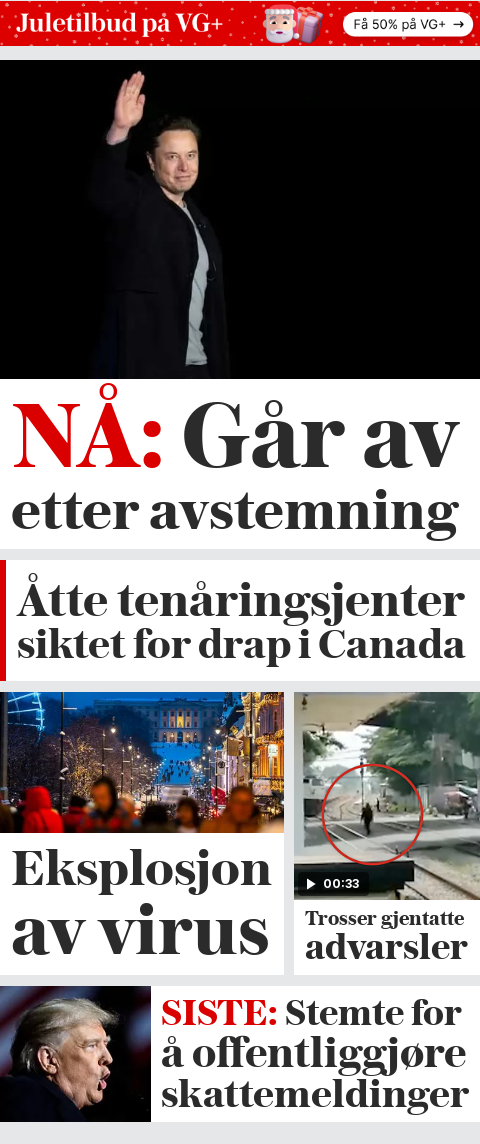 Juletilbud på VG+
Få 50% på VG+ →
NÅ: Går av
etter avstemning
Åtte tenåringsjenter
siktet for drap i Canada
Eksplosjon
av virus
00:33
Trosser gjentatte
advarsler
SISTE: Stemte for
å offentliggjøre
skattemeldinger